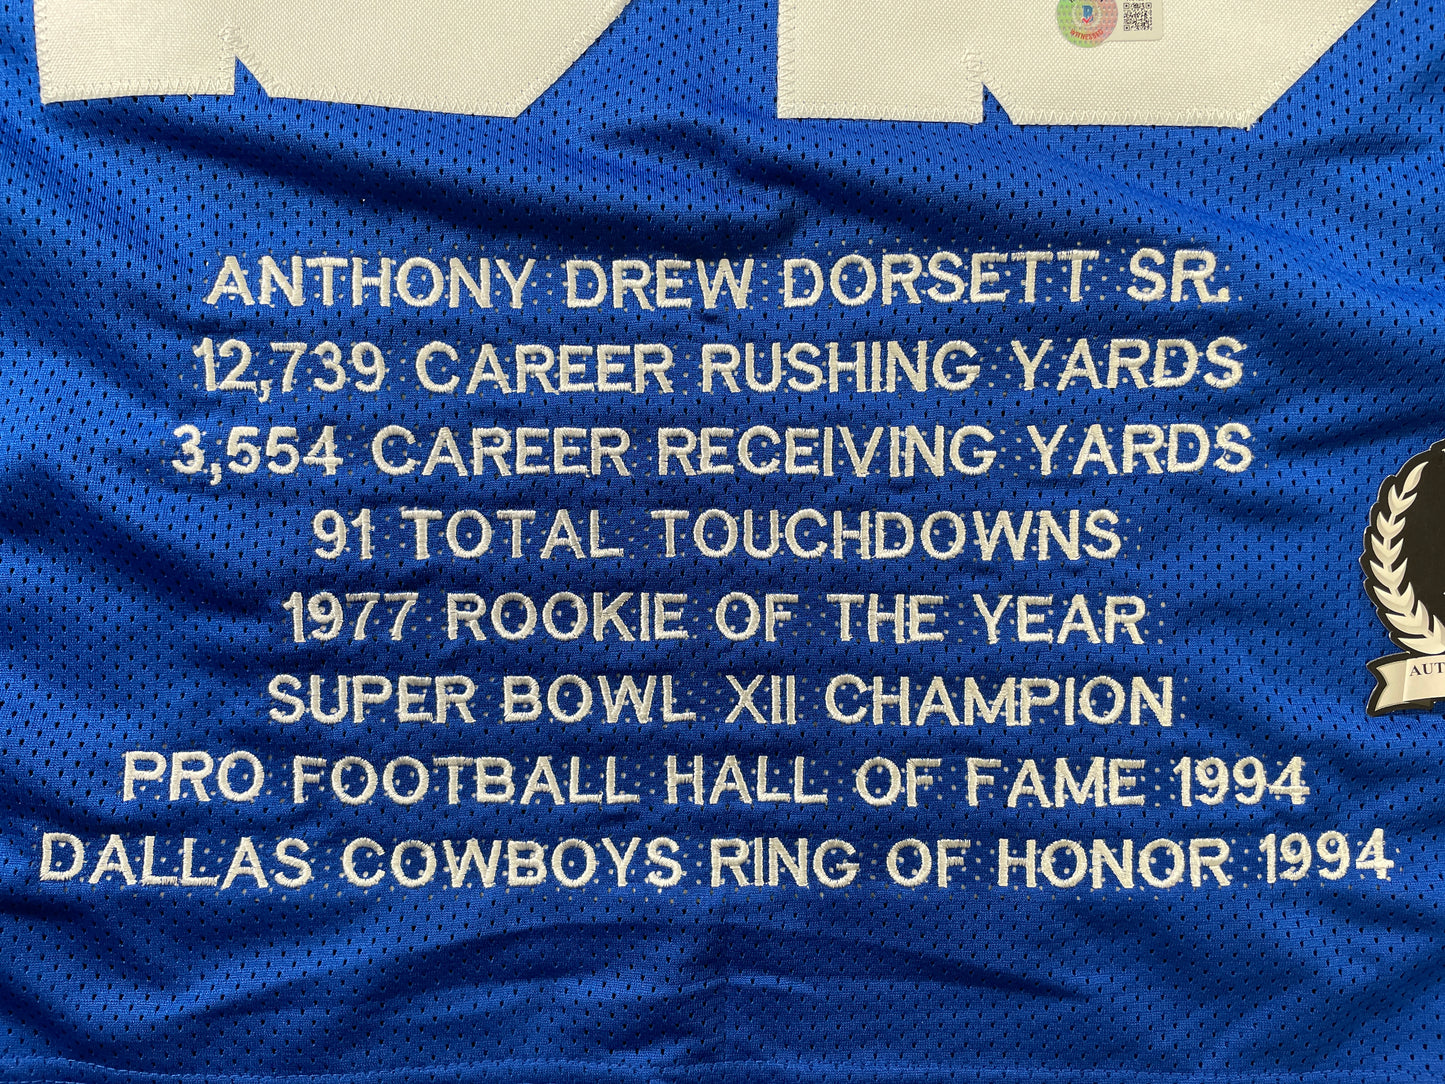 WITNESSED
ANTHONY DREW DORSETT SR.
12,739 CAREER RUSHING YARDS
3,554 CAREER RECEIVING YARDS
91 TOTAL TOUCHDOWNS
1977 ROOKIE OF THE YEAR
SUPER BOWL XII CHAMPION
PRO FOOTBALL HALL OF FAME 1994
DALLAS COWBOYS RING OF HONOR 1994
AUT